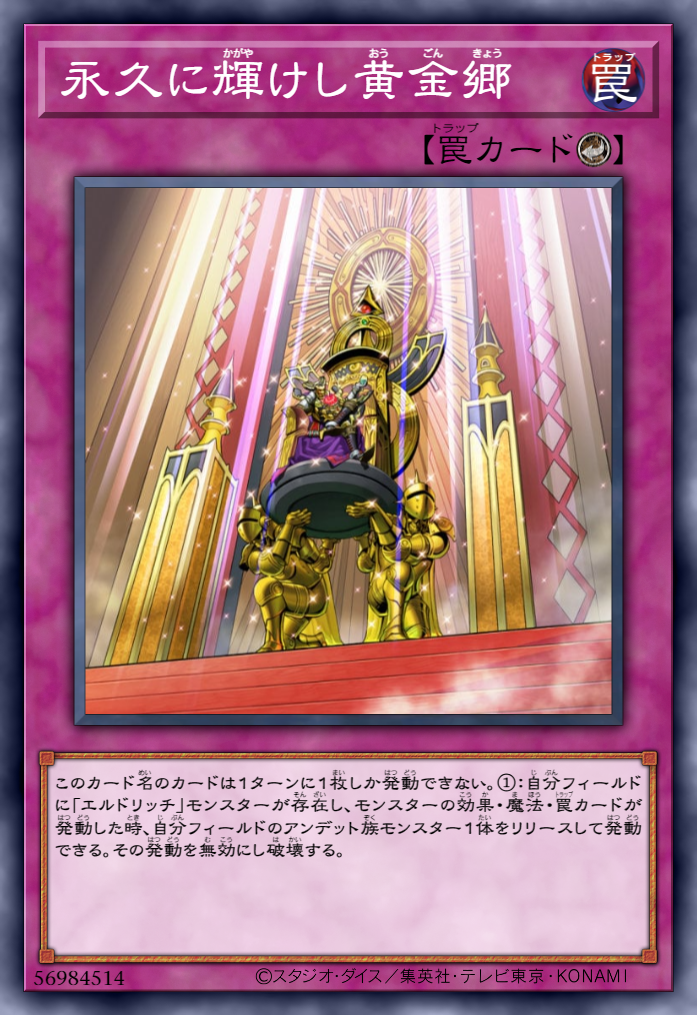 永久に輝けし黄金郷
罠
【罠カード】
このカード名のカードは1ターンに1枚しか発動できない。①:自分フィールド
に「エルドリッチ」モンスターが存在し、モンスターの効果・魔法・罠カードが
発動した時、自分フィールドのアンデット族モンスター1体をリリースして発動
できる。その発動を無効にし破壊する。
56984514 ©スタジオ・ダイス/集英社・テレビ東京・KONAMI